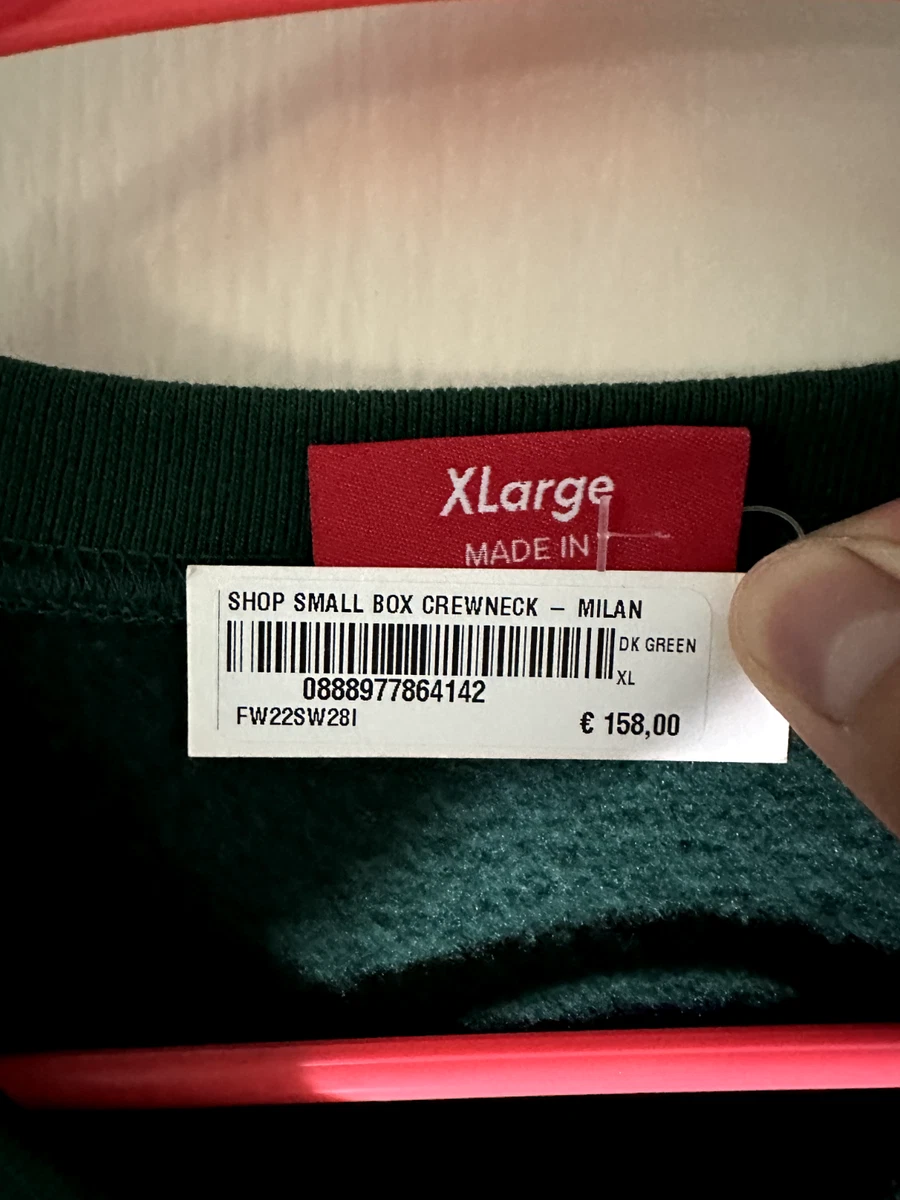 XLarge
MADE IN
SHOP SMALL BOX CREWNECK – MILAN
DK GREEN
XL
0888977864142
FW22SW28I
€ 158,00